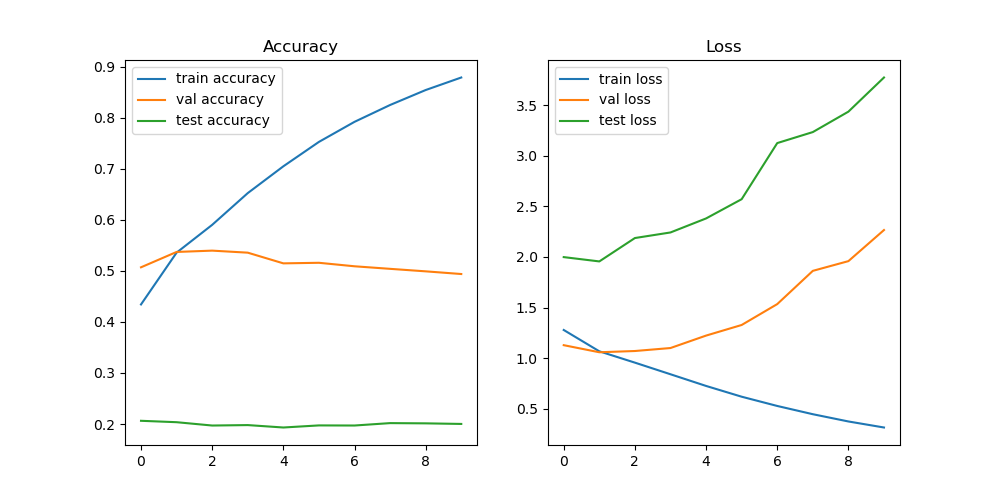 Accuracy
0.9
0.8
0.7
0.6
0.5
0.4
0.3
0.2
0 2 4 6 8
train accuracy
val accuracy
test accuracy
Loss
3.5
3.0
2.5
2.0
1.5
1.0
0.5
0 2 4 6 8
train loss
val loss
test loss